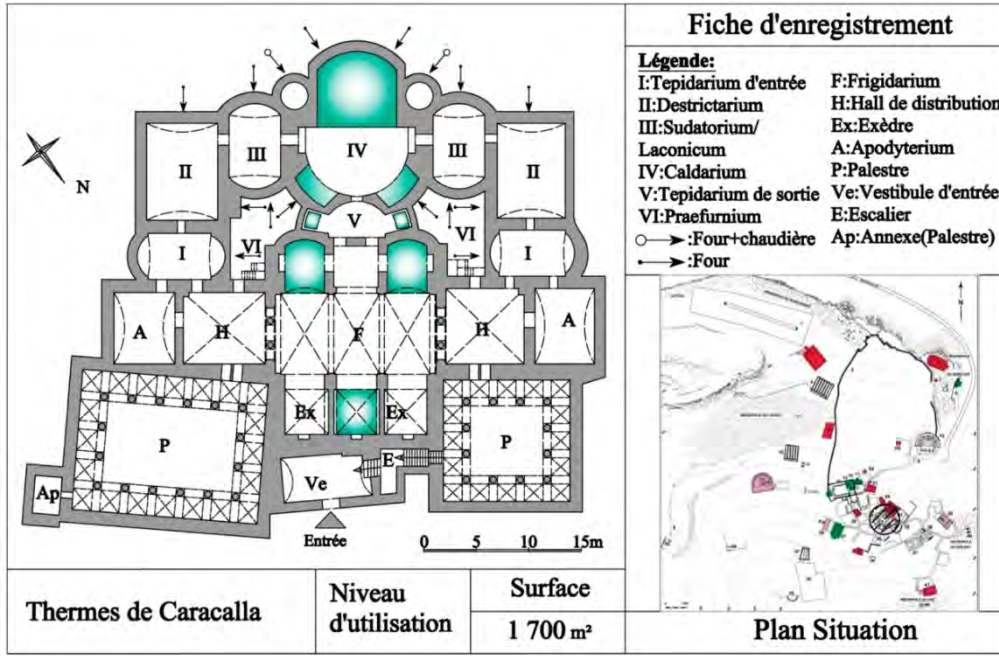 Fiche d'enregistrement
Légende:
I:Tepidarium d'entrée
II:Destrictarium
III:Sudatorium/
Laconicum
IV:Caldarium
V:Tepidarium de sortie
VI:Praefurnium
:Four+chaudière
:Four
F:Frigidarium
H:Hall de distribution
Ex:Exèdre
A:Apodyterium
P:Palestre
Ve:Vestibule d'entrée
E:Escalier
Ap:Annexe(Palestre)
N
II
III
IV
III
II
V
VI
VI
I
I
A
H
F
H
A
Ex
Ex
P
P
E
Ve
Ap
Entrée
0 5 10 15m
N
Thermes de Caracalla
Niveau
d'utilisation
Surface
1 700 m²
Plan Situation